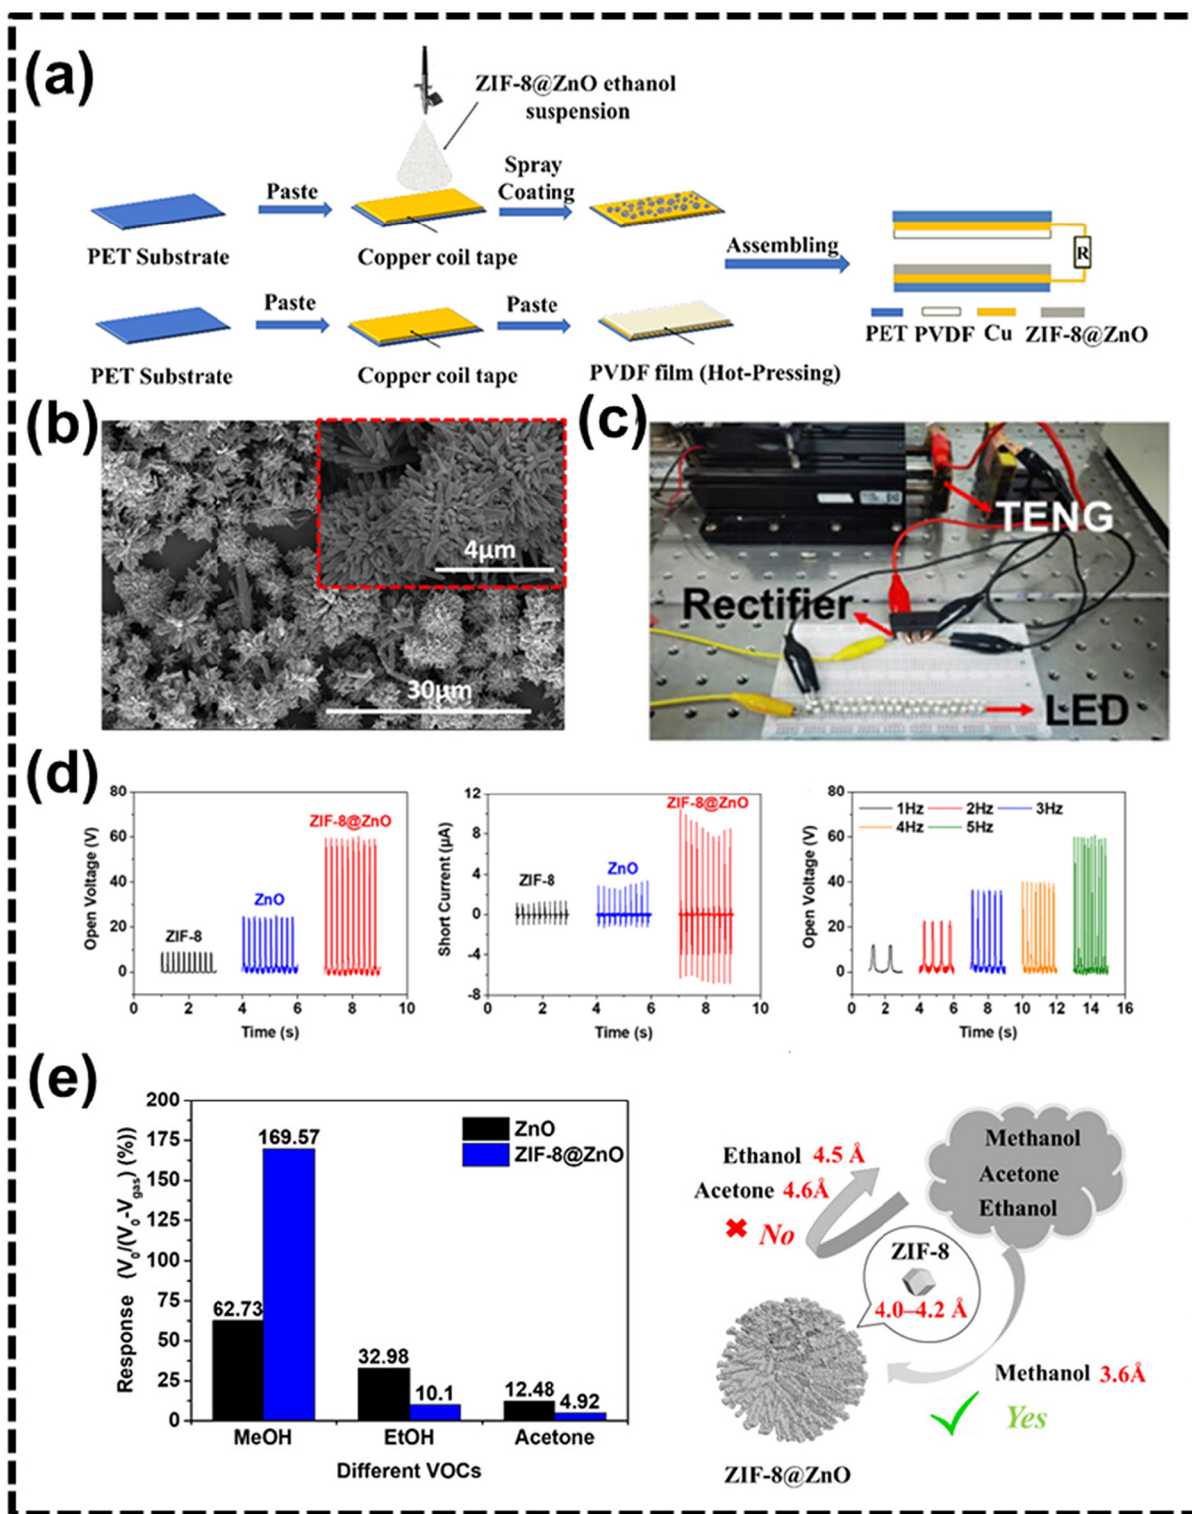 (a)
ZIF-8@ZnO ethanol
suspension
Paste
Spray
Coating
PET Substrate
Copper coil tape
Assembling
R
Paste
Paste
PET Substrate
Copper coil tape
PVDF film (Hot-Pressing)
PET PVDF Cu ZIF-8@ZnO
(b)
4μm
30μm
(c)
TENG
Rectifier
LED
(d)
Open Voltage (V)
80
60
40
20
0
ZIF-8
ZnO
ZIF-8@ZnO
0 2 4 6 8 10
Time (s)
Short Current (μA)
12
8
4
0
-4
-8
ZIF-8
ZnO
ZIF-8@ZnO
0 2 4 6 8 10
Time (s)
Open Voltage (V)
80
60
40
20
0
1Hz 2Hz 3Hz
4Hz 5Hz
0 2 4 6 8 10 12 14 16
Time (s)
(e)
Response (V0/(V0-Vgas) (%))
200
175
150
125
100
75
50
25
0
ZnO
ZIF-8@ZnO
62.73
169.57
32.98
10.1
12.48
4.92
MeOH EtOH Acetone
Different VOCs
Methanol
Acetone
Ethanol
Ethanol 4.5 Å
Acetone 4.6Å
✖ No
ZIF-8
4.0–4.2 Å
Methanol 3.6Å
Yes
ZIF-8@ZnO